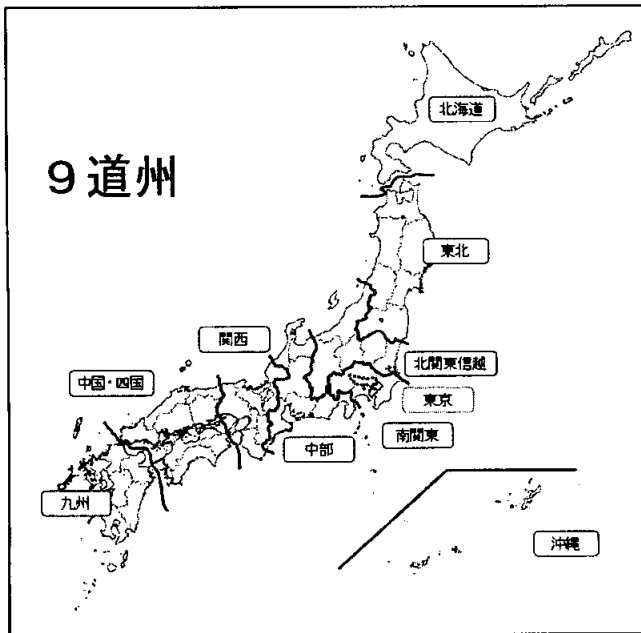 9道州
北海道
東北
関西
北関東信越
中国・四国
東京
南関東
中部
九州
沖縄